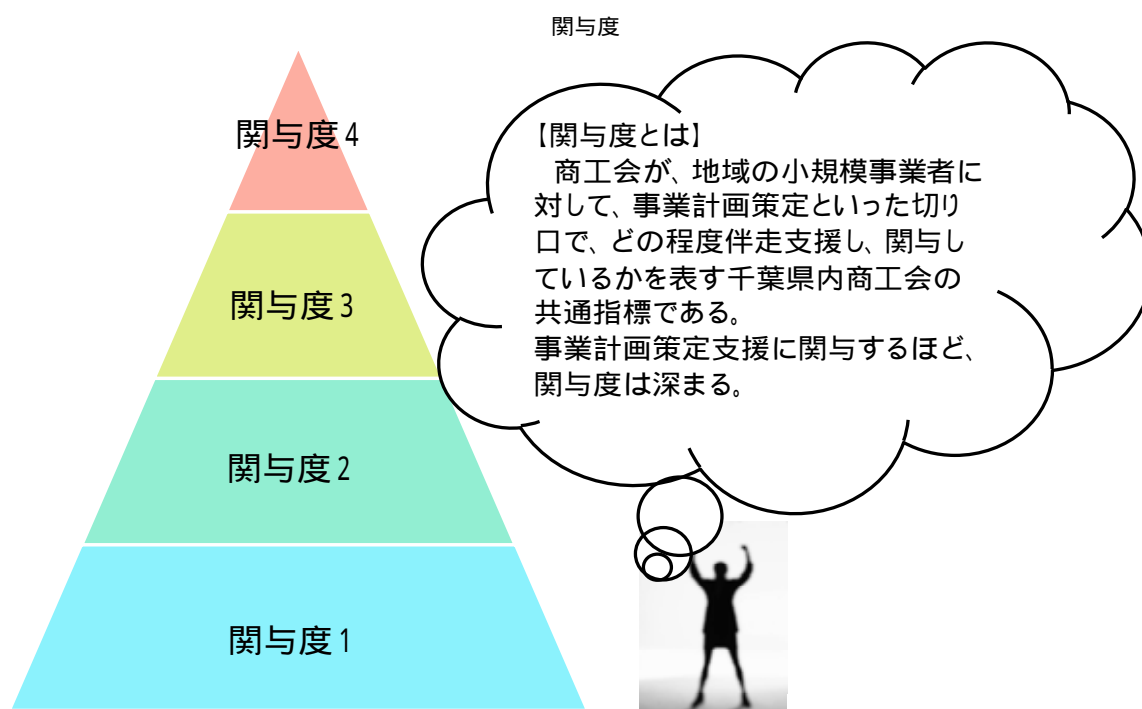 関与度
関与度4
関与度3
関与度2
関与度1
【関与度とは】
商工会が、地域の小規模事業者に
対して、事業計画策定といった切り
口で、どの程度伴走支援し、関与し
ているかを表す千葉県内商工会の
共通指標である。
事業計画策定支援に関与するほど、
関与度は深まる。